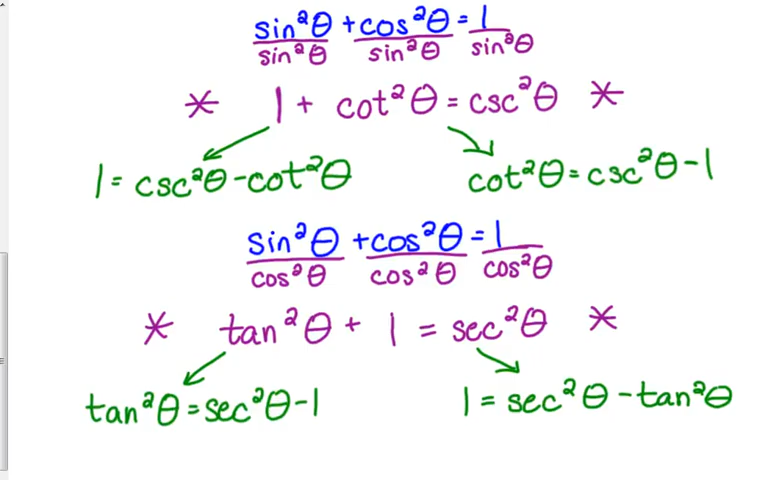 sin²θ/sin²θ + cos²θ/sin²θ = 1/sin²θ
* 1 + cot²θ = csc²θ *
1 = csc²θ - cot²θ cot²θ = csc²θ - 1
sin²θ/cos²θ + cos²θ/cos²θ = 1/cos²θ
* tan²θ + 1 = sec²θ *
tan²θ = sec²θ - 1 1 = sec²θ - tan²θ